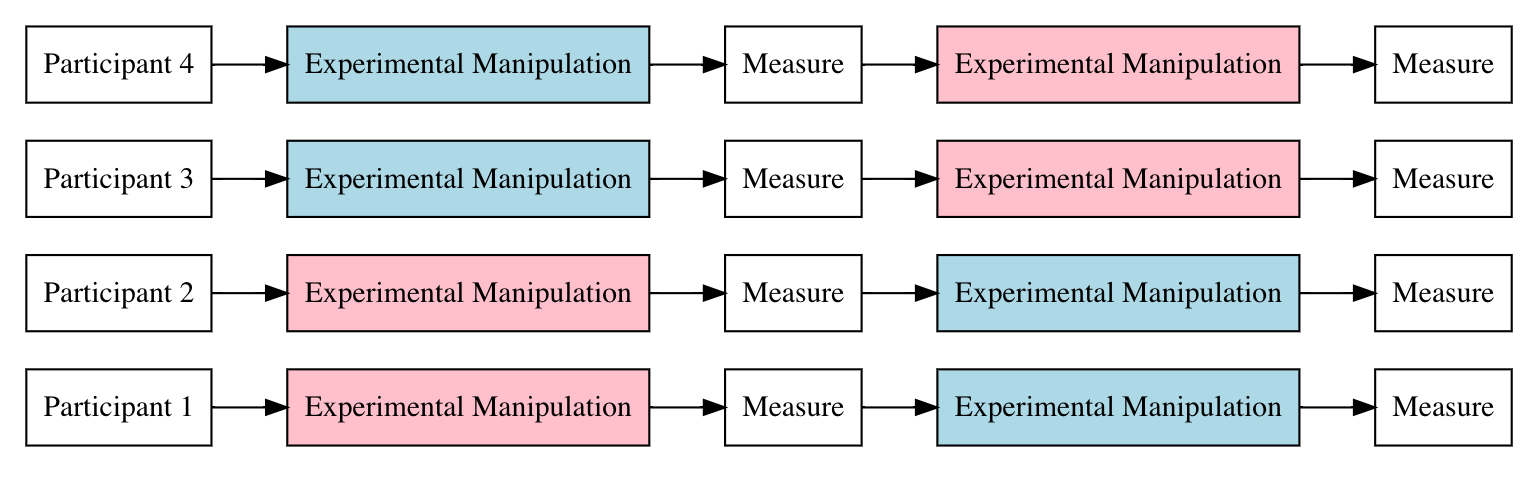 Participant 4 Experimental Manipulation Measure Experimental Manipulation Measure
Participant 3 Experimental Manipulation Measure Experimental Manipulation Measure
Participant 2 Experimental Manipulation Measure Experimental Manipulation Measure
Participant 1 Experimental Manipulation Measure Experimental Manipulation Measure